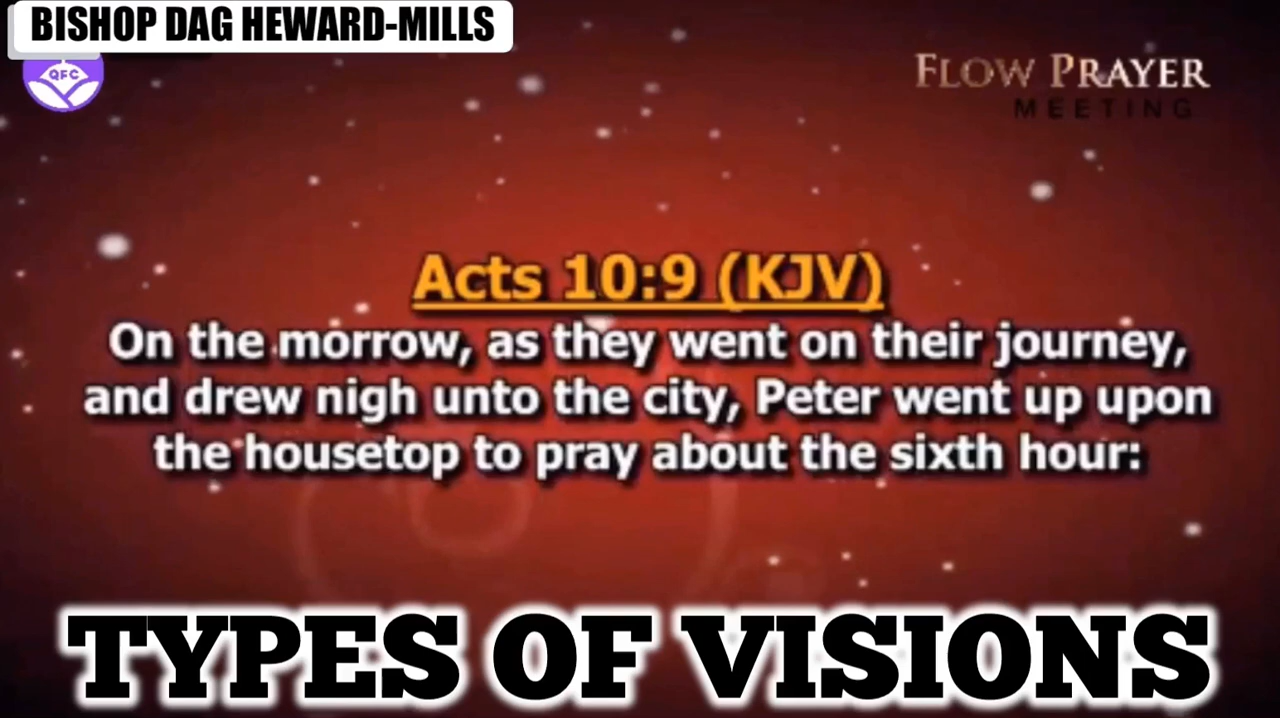 BISHOP DAG HEWARD-MILLS
QFC
FLOW PRAYER
MEETING
Acts 10:9 (KJV)
On the morrow, as they went on their journey,
and drew nigh unto the city, Peter went up upon
the housetop to pray about the sixth hour:
TYPES OF VISIONS